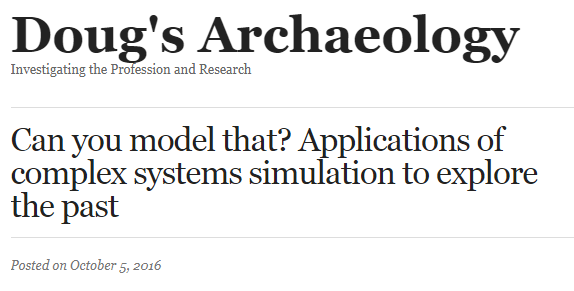 Doug's Archaeology
Investigating the Profession and Research
Can you model that? Applications of
complex systems simulation to explore
the past
Posted on October 5, 2016